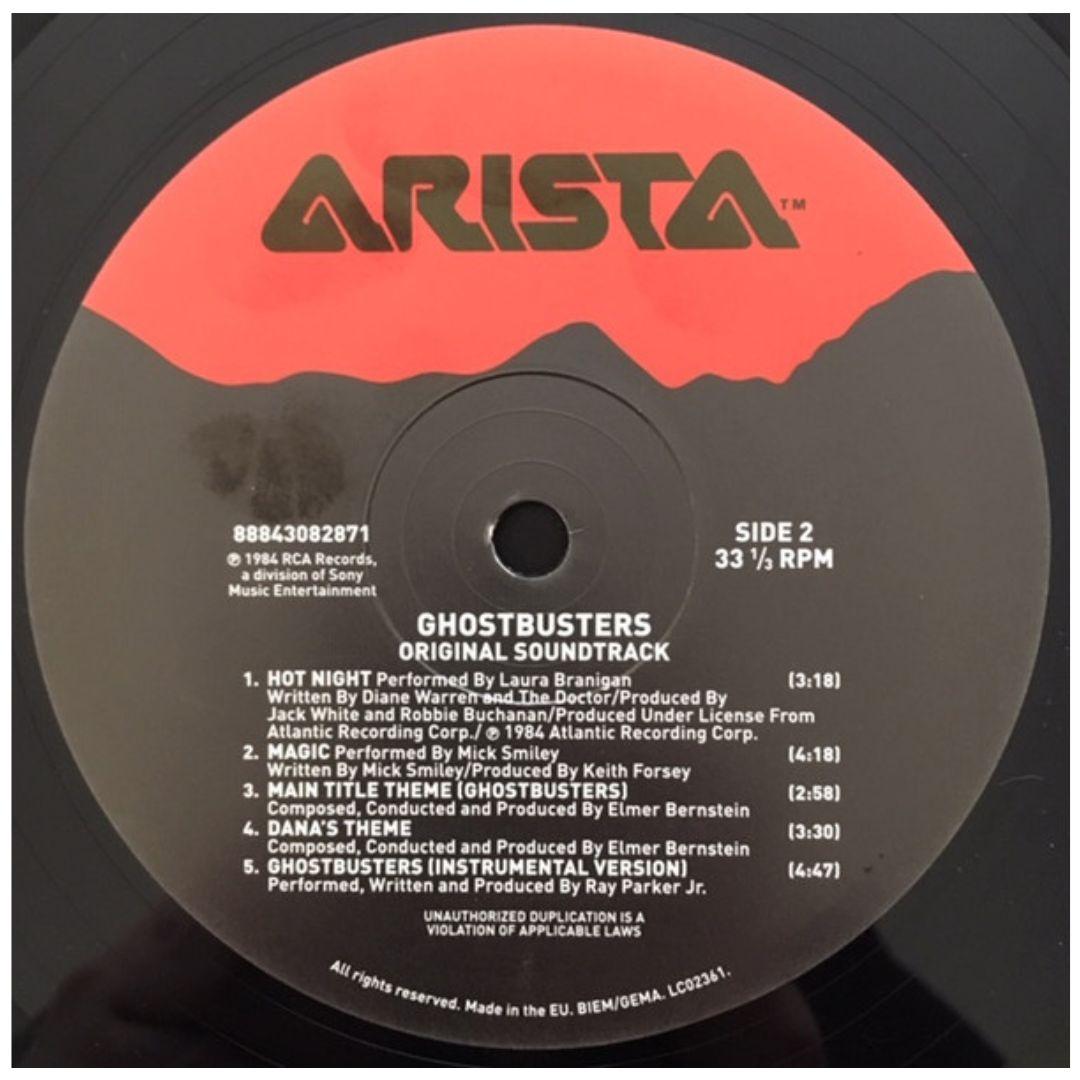 ARISTA™
88843082871
℗ 1984 RCA Records,
a division of Sony
Music Entertainment
SIDE 2
33 ⅓ RPM
GHOSTBUSTERS
ORIGINAL SOUNDTRACK
1. HOT NIGHT Performed By Laura Branigan (3:18)
Written By Diane Warren and The Doctor/Produced By
Jack White and Robbie Buchanan/Produced Under License From
Atlantic Recording Corp./ ℗ 1984 Atlantic Recording Corp.
2. MAGIC Performed By Mick Smiley (4:18)
Written By Mick Smiley/Produced By Keith Forsey
3. MAIN TITLE THEME (GHOSTBUSTERS) (2:58)
Composed, Conducted and Produced By Elmer Bernstein
4. DANA'S THEME (3:30)
Composed, Conducted and Produced By Elmer Bernstein
5. GHOSTBUSTERS (INSTRUMENTAL VERSION) (4:47)
Performed, Written and Produced By Ray Parker Jr.
UNAUTHORIZED DUPLICATION IS A
VIOLATION OF APPLICABLE LAWS
All rights reserved. Made in the EU. BIEM/GEMA. LC02361.